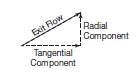 Exit Flow
Radial
Component
Tangential
Component